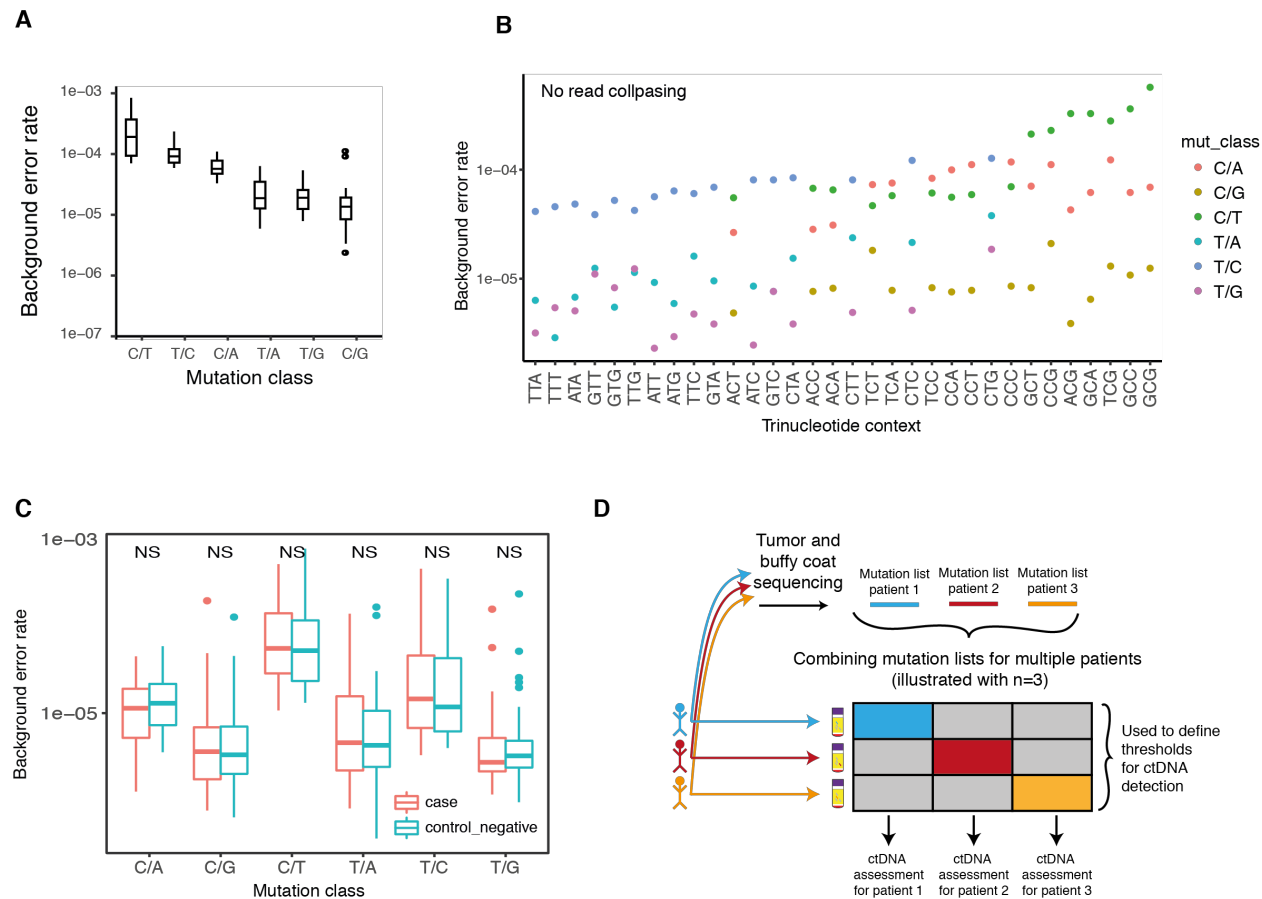 A
Background error rate
1e−03
1e−04
1e−05
1e−06
1e−07
C/T T/C C/A T/A T/G C/G
Mutation class
B
No read collpasing
Background error rate
1e−04
1e−05
TTA TTT ATA GTT GTG TTG ATT ATG TTC GTA ACT ATC GTC CTA ACC ACA CTT TCT TCA CTC TCC CCA CCT CTG CCC GCT CCG ACG GCA TCG GCC GCG
Trinucleotide context
mut_class
C/A
C/G
C/T
T/A
T/C
T/G
C
Background error rate
1e−03
1e−05
NS NS NS NS NS NS
case
control_negative
C/A C/G C/T T/A T/C T/G
Mutation class
D
Tumor and
buffy coat
sequencing
Mutation list
patient 1
Mutation list
patient 2
Mutation list
patient 3
Combining mutation lists for multiple patients
(illustrated with n=3)
Used to define
thresholds
for ctDNA
detection
ctDNA
assessment
for patient 1
ctDNA
assessment
for patient 2
ctDNA
assessment
for patient 3